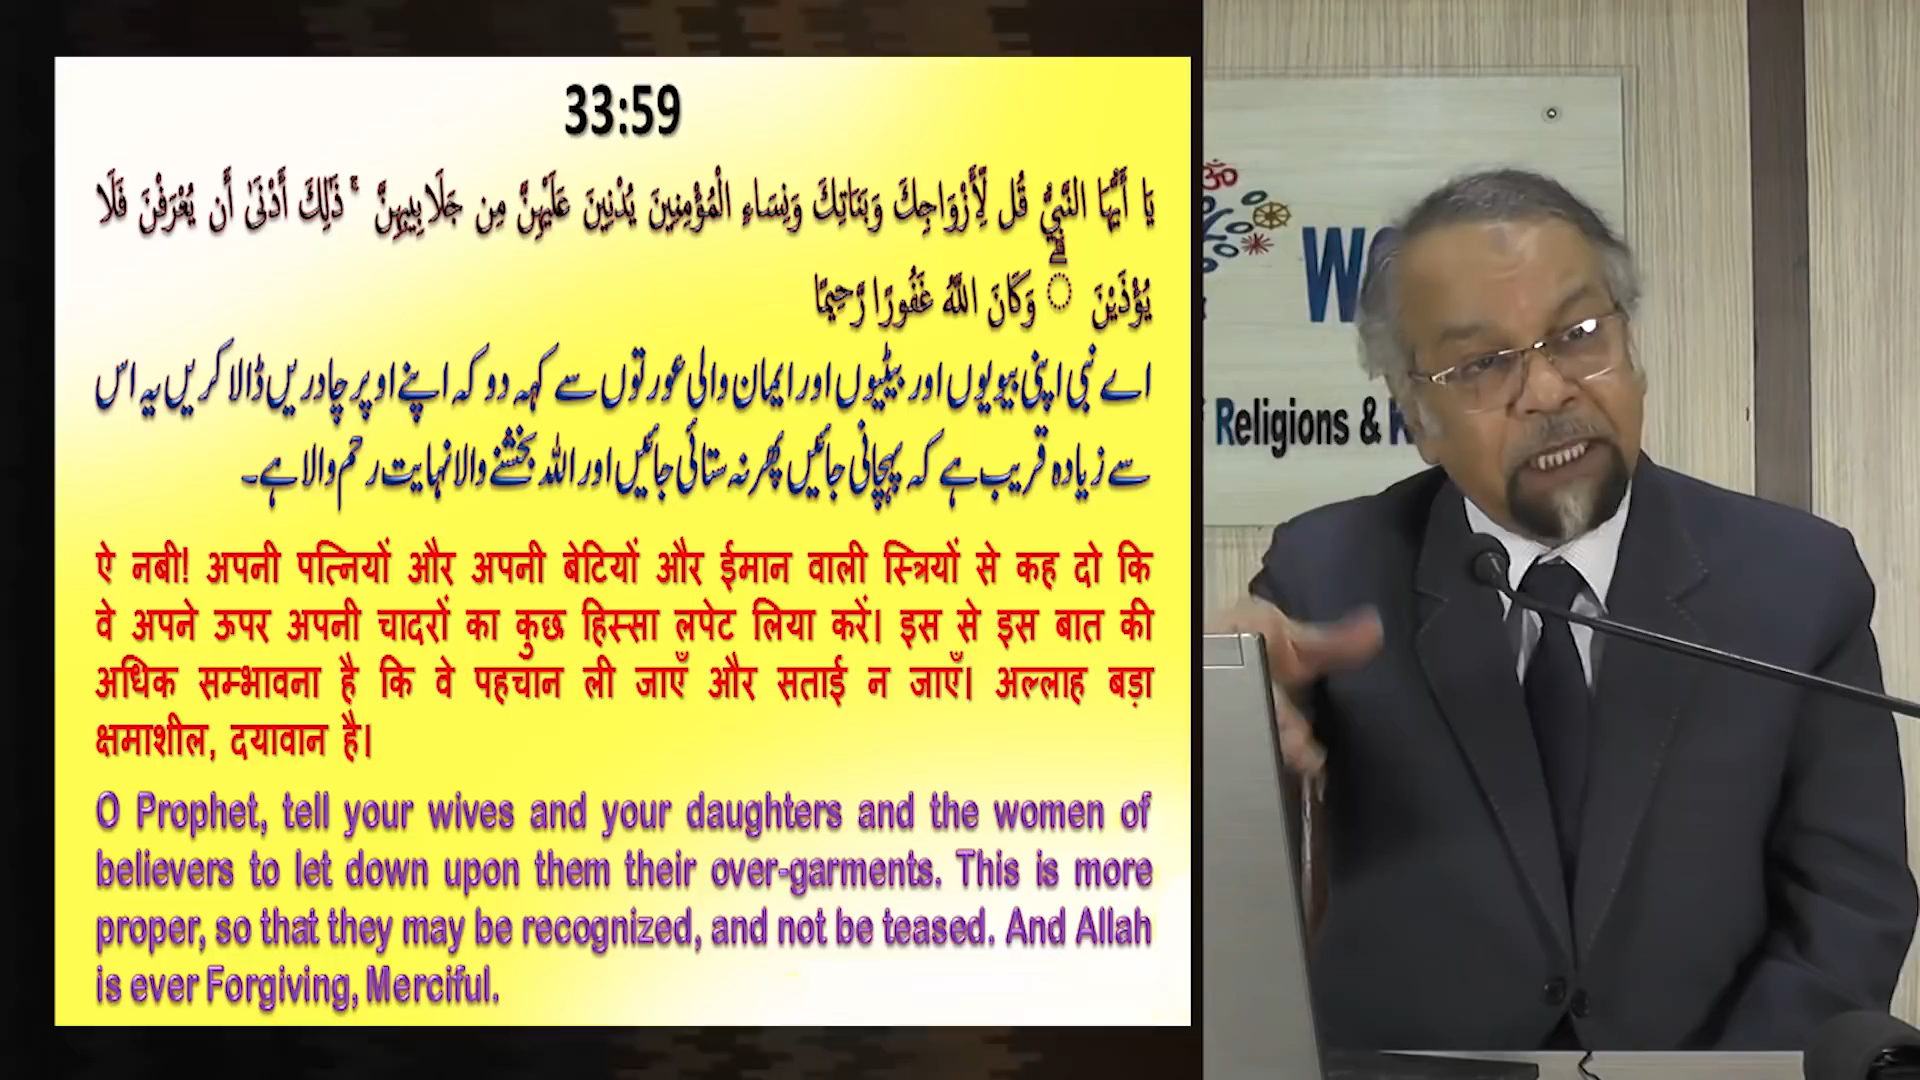 33:59
يَا أَيُّهَا النَّبِيُّ قُل لِّأَزْوَاجِكَ وَبَنَاتِكَ وَنِسَاءِ الْمُؤْمِنِينَ يُدْنِينَ عَلَيْهِنَّ مِن جَلَابِيبِهِنَّ ۚ ذَٰلِكَ أَدْنَىٰ أَن يُعْرَفْنَ فَلَا
يُؤْذَيْنَ ۗ وَكَانَ اللَّهُ غَفُورًا رَّحِيمًا
اے نبی اپنی بیویوں اور بیٹیوں اور ایمان والی عورتوں سے کہہ دو کہ اپنے اوپر چادریں ڈالا کریں یہ اس
سے زیادہ قریب ہے کہ پہچانی جائیں پھر نہ ستائی جائیں اور اللہ بخشنے والا نہایت رحم والا ہے۔
ऐ नबी! अपनी पत्नियों और अपनी बेटियों और ईमान वाली स्त्रियों से कह दो कि
वे अपने ऊपर अपनी चादरों का कुछ हिस्सा लपेट लिया करें। इस से इस बात की
अधिक सम्भावना है कि वे पहचान ली जाएँ और सताई न जाएँ। अल्लाह बड़ा
क्षमाशील, दयावान है।
O Prophet, tell your wives and your daughters and the women of
believers to let down upon them their over-garments. This is more
proper, so that they may be recognized, and not be teased. And Allah
is ever Forgiving, Merciful.
ॐ
W
Religions & K